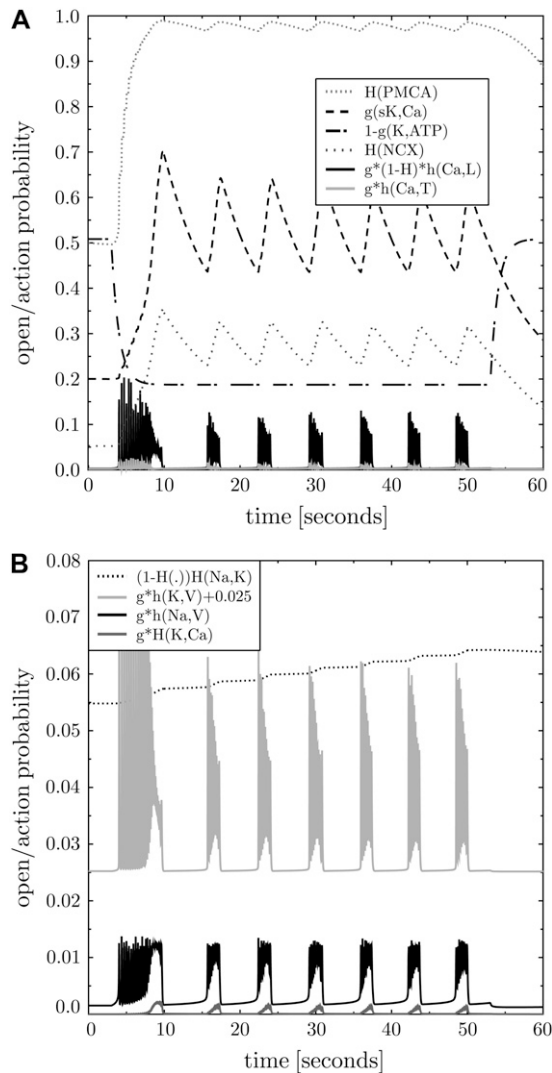 A
1.0
0.9
0.8
0.7
0.6
0.5
0.4
0.3
0.2
0.1
0.0
open/action probability
H(PMCA)
g(sK,Ca)
1-g(K,ATP)
H(NCX)
g*(1-H)*h(Ca,L)
g*h(Ca,T)
0 10 20 30 40 50 60
time [seconds]
B
0.08
0.07
0.06
0.05
0.04
0.03
0.02
0.01
0.0
open/action probability
(1-H(.))H(Na,K)
g*h(K,V)+0.025
g*h(Na,V)
g*H(K,Ca)
0 10 20 30 40 50 60
time [seconds]